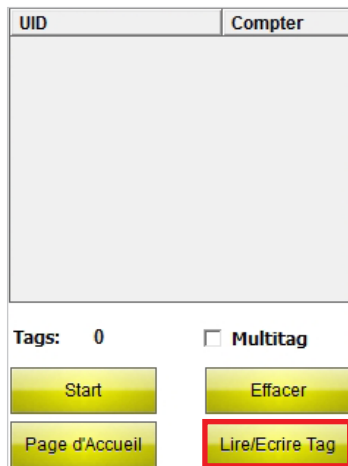 UID Compter
Tags: 0 Multitag
Start Effacer
Page d'Accueil Lire/Ecrire Tag